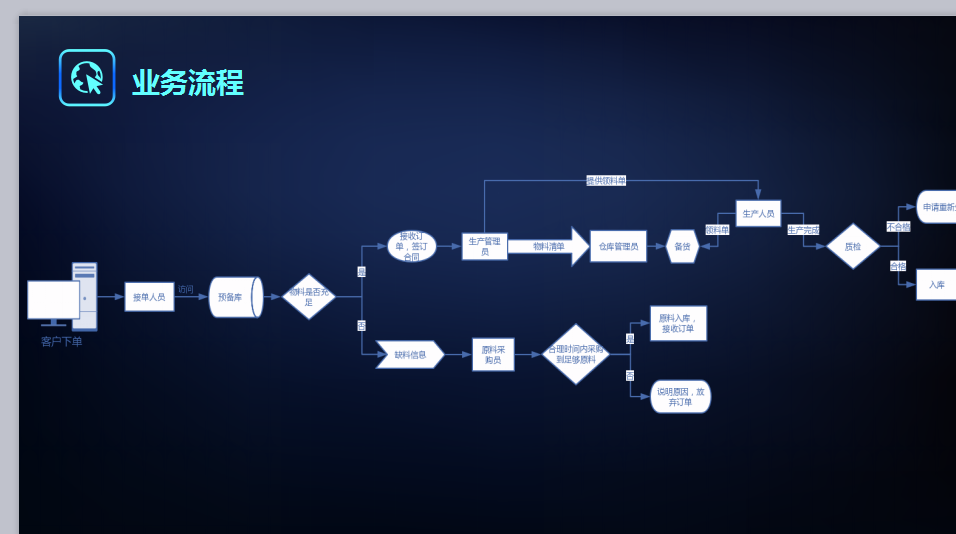 业务流程
提供领料单
申请重新
生产人员
不合格
接收订
单，签订
合同
生产管理
员
物料清单
仓库管理员
备货
领料单
生产完成
质检
是
合格
入库
访问
接单人员
预备库
物料是否充
足
客户下单
否
缺料信息
原料采
购员
合理时间内采购
到足够原料
是
原料入库，
接收订单
否
说明原因，放
弃订单